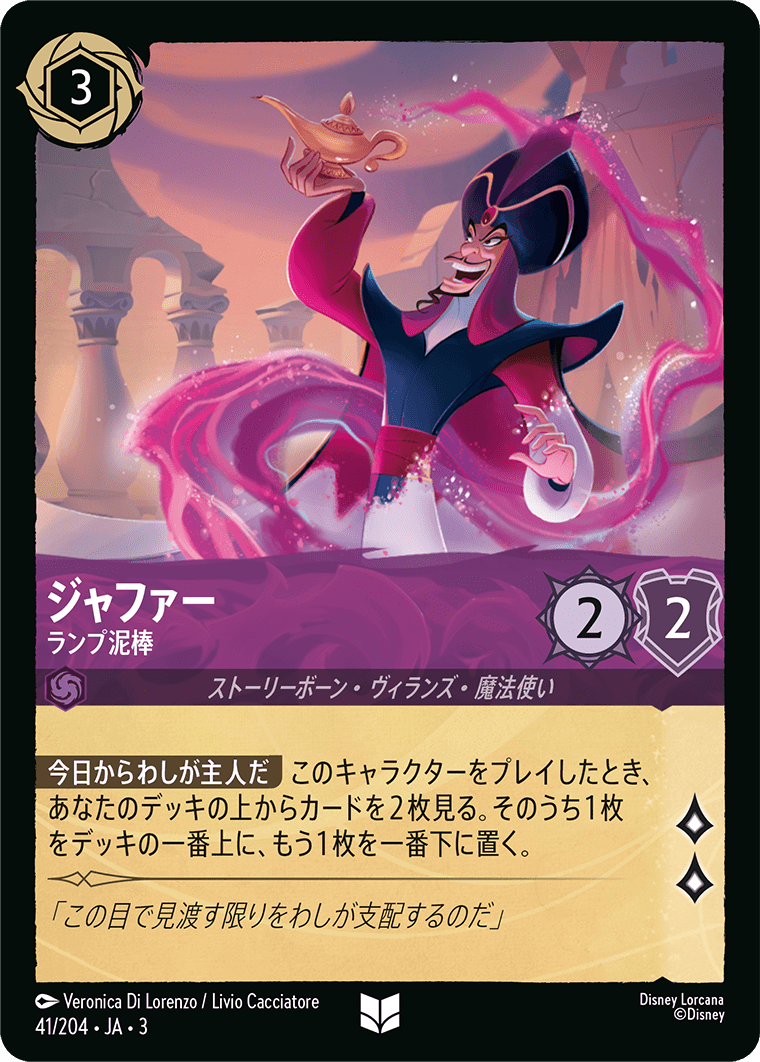 3
ジャファー
ランプ泥棒
2
2
ストーリーボーン・ヴィランズ・魔法使い
今日からわしが主人だ このキャラクターをプレイしたとき、
あなたのデッキの上からカードを2枚見る。そのうち1枚
をデッキの一番上に、もう1枚を一番下に置く。
「この目で見渡す限りをわしが支配するのだ」
Veronica Di Lorenzo / Livio Cacciatore
41/204 • JA • 3
Disney Lorcana
©Disney